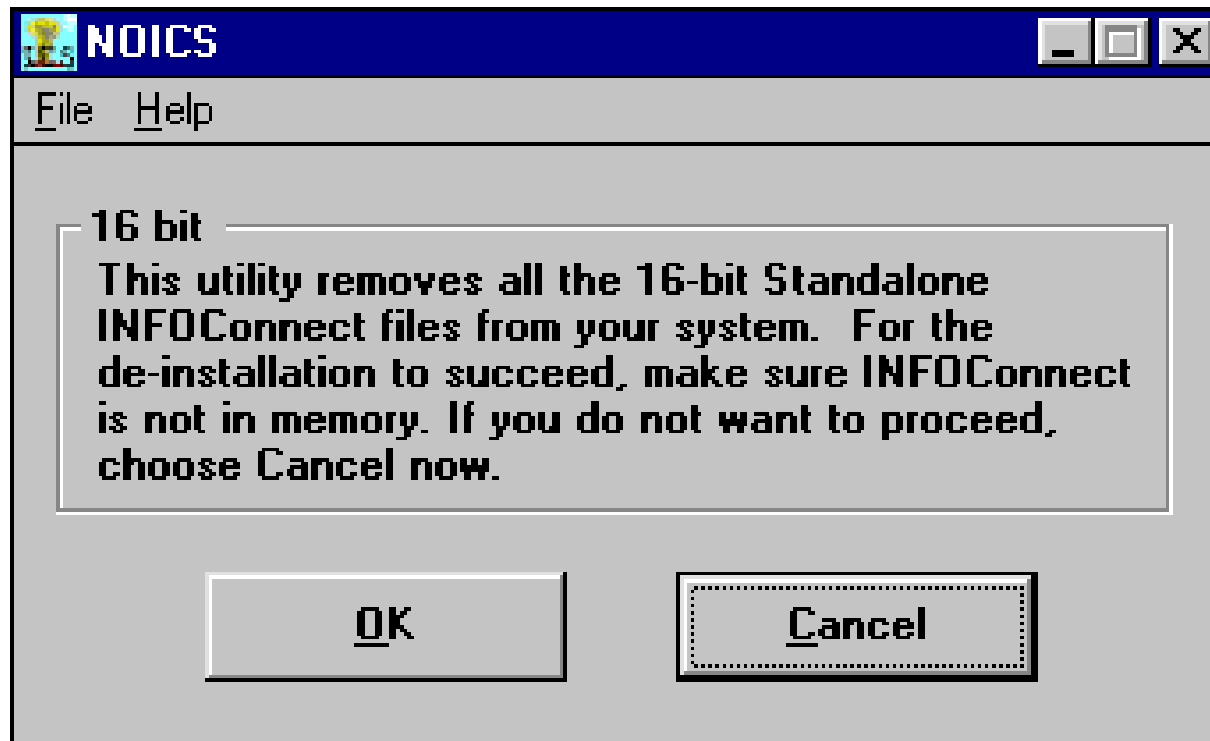 NOICS
File Help
16 bit
This utility removes all the 16-bit Standalone
INFOConnect files from your system. For the
de-installation to succeed, make sure INFOConnect
is not in memory. If you do not want to proceed,
choose Cancel now.
OK Cancel